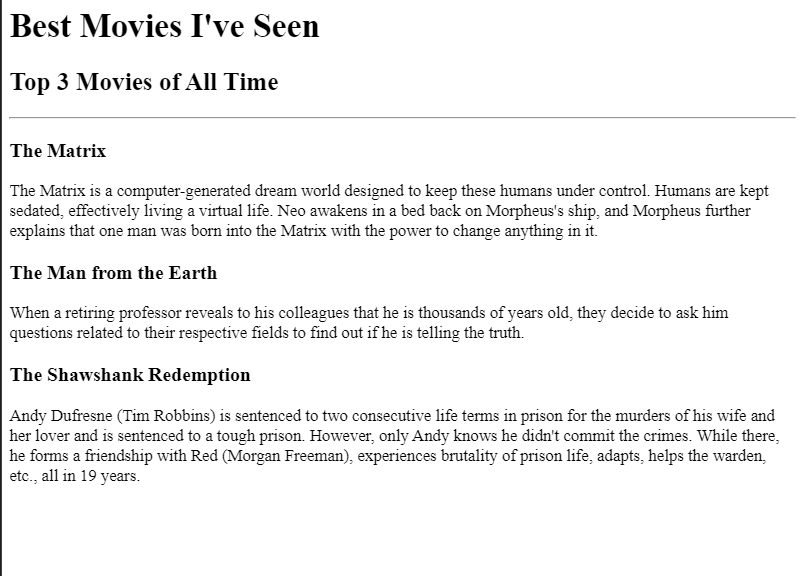 Best Movies I've Seen
Top 3 Movies of All Time
The Matrix
The Matrix is a computer-generated dream world designed to keep these humans under control. Humans are kept
sedated, effectively living a virtual life. Neo awakens in a bed back on Morpheus's ship, and Morpheus further
explains that one man was born into the Matrix with the power to change anything in it.
The Man from the Earth
When a retiring professor reveals to his colleagues that he is thousands of years old, they decide to ask him
questions related to their respective fields to find out if he is telling the truth.
The Shawshank Redemption
Andy Dufresne (Tim Robbins) is sentenced to two consecutive life terms in prison for the murders of his wife and
her lover and is sentenced to a tough prison. However, only Andy knows he didn't commit the crimes. While there,
he forms a friendship with Red (Morgan Freeman), experiences brutality of prison life, adapts, helps the warden,
etc., all in 19 years.